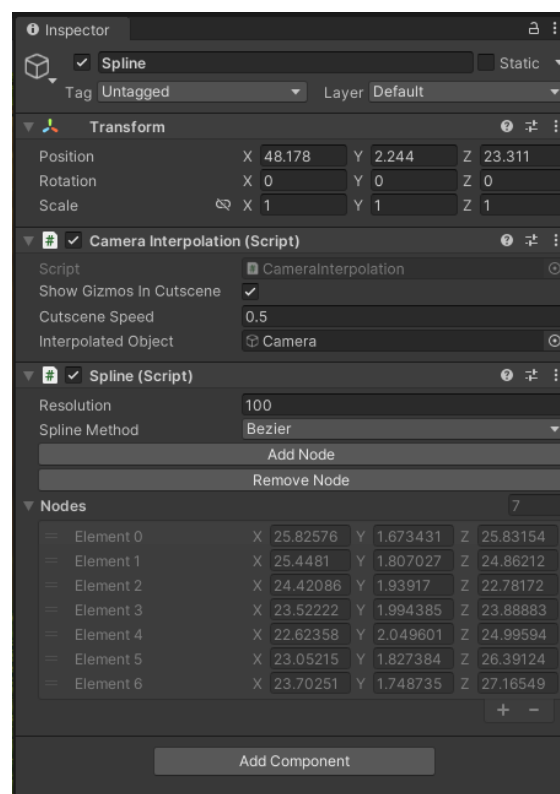 Inspector
Spline Static
Tag Untagged Layer Default
Transform
Position X 48.178 Y 2.244 Z 23.311
Rotation X 0 Y 0 Z 0
Scale X 1 Y 1 Z 1
# Camera Interpolation (Script)
Script # CameraInterpolation
Show Gizmos In Cutscene
Cutscene Speed 0.5
Interpolated Object Camera
# Spline (Script)
Resolution 100
Spline Method Bezier
Add Node
Remove Node
Nodes 7
Element 0 X 25.82576 Y 1.673431 Z 25.83154
Element 1 X 25.4481 Y 1.807027 Z 24.86212
Element 2 X 24.42086 Y 1.93917 Z 22.78172
Element 3 X 23.52222 Y 1.994385 Z 23.88883
Element 4 X 22.62358 Y 2.049601 Z 24.99594
Element 5 X 23.05215 Y 1.827384 Z 26.39124
Element 6 X 23.70251 Y 1.748735 Z 27.16549
+ -
Add Component